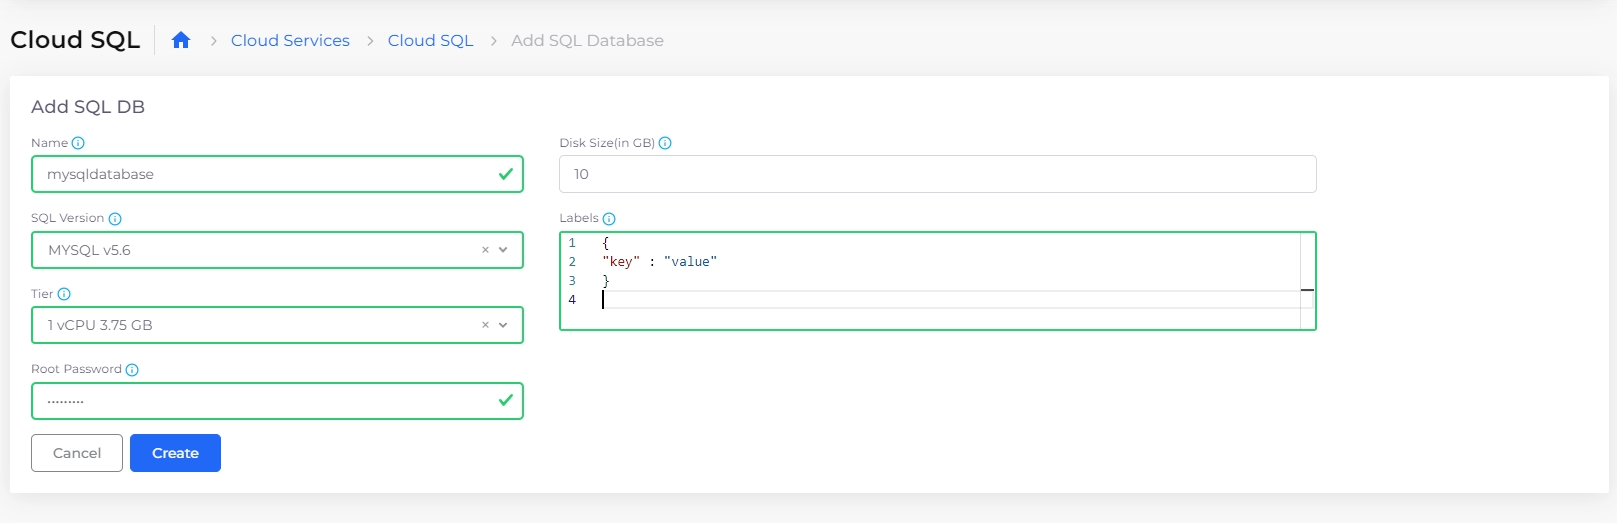 Cloud SQL > Cloud Services > Cloud SQL > Add SQL Database
Add SQL DB
Name
mysqldatabase
SQL Version
MYSQL v5.6
Tier
1 vCPU 3.75 GB
Root Password
·········
Disk Size(in GB)
10
Labels
1 {
2 "key" : "value"
3 }
4
Cancel
Create